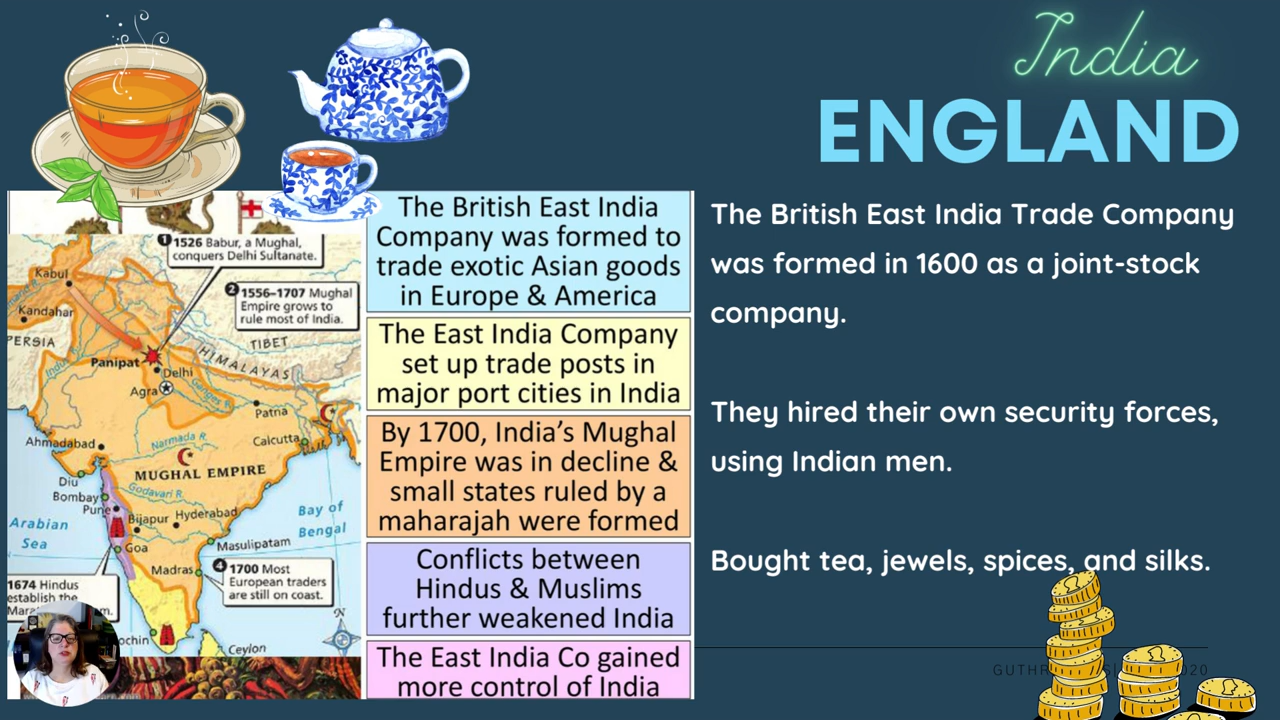 India
ENGLAND
The British East India Trade Company
was formed in 1600 as a joint-stock
company.
They hired their own security forces,
using Indian men.
Bought tea, jewels, spices, and silks.
The British East India
Company was formed to
trade exotic Asian goods
in Europe & America
The East India Company
set up trade posts in
major port cities in India
By 1700, India's Mughal
Empire was in decline &
small states ruled by a
maharajah were formed
Conflicts between
Hindus & Muslims
further weakened India
The East India Co gained
more control of India
1 1526 Babur, a Mughal,
conquers Delhi Sultanate.
2 1556–1707 Mughal
Empire grows to
rule most of India.
Kabul
Kandahar
PERSIA
TIBET
HIMALAYAS
Panipat
Delhi
Agra
Indus
Ganges R.
Patna
Ahmadabad
Narmada R.
Calcutta
MUGHAL EMPIRE
Diu
Bombay
Godavari R.
Pune
Bijapur
Hyderabad
Bay of
Bengal
Arabian
Sea
Goa
Masulipatam
Madras
4 1700 Most
European traders
are still on coast.
1674 Hindus
establish the
N
Ceylon